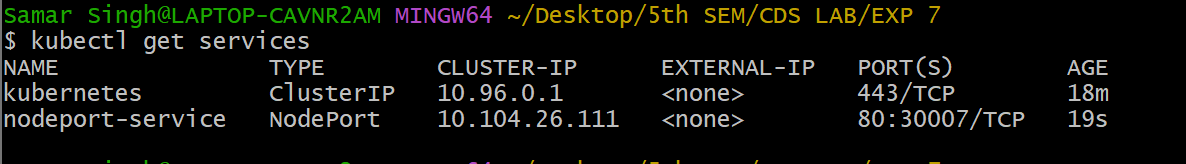 Samar Singh@LAPTOP-CAVNR2AM MINGW64 ~/Desktop/5th SEM/CDS LAB/EXP 7
$ kubectl get services
NAME TYPE CLUSTER-IP EXTERNAL-IP PORT(S) AGE
kubernetes ClusterIP 10.96.0.1 <none> 443/TCP 18m
nodeport-service NodePort 10.104.26.111 <none> 80:30007/TCP 19s